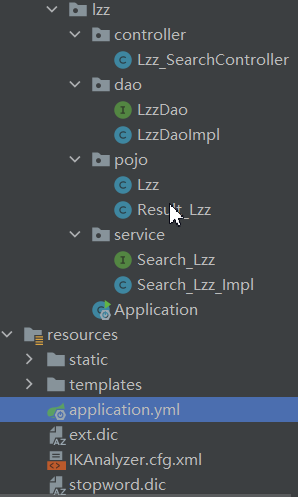 lzz
controller
Lzz_SearchController
dao
LzzDao
LzzDaoImpl
pojo
Lzz
Result_Lzz
service
Search_Lzz
Search_Lzz_Impl
Application
resources
static
templates
application.yml
ext.dic
IKAnalyzer.cfg.xml
stopword.dic